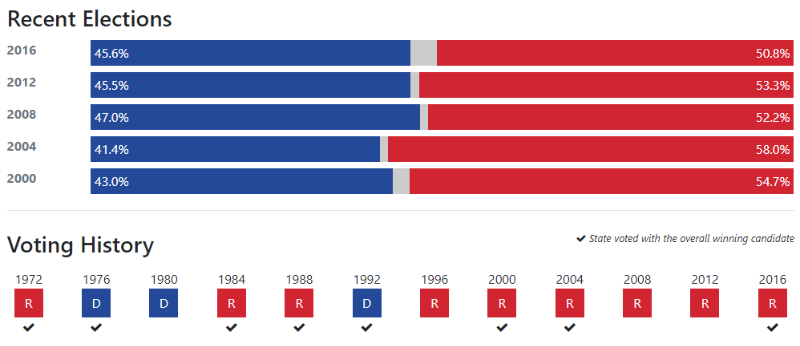 Recent Elections
2016 45.6% 50.8%
2012 45.5% 53.3%
2008 47.0% 52.2%
2004 41.4% 58.0%
2000 43.0% 54.7%
Voting History
✔ State voted with the overall winning candidate
1972 1976 1980 1984 1988 1992 1996 2000 2004 2008 2012 2016
R D D R R D R R R R R R
✔ ✔ ✔ ✔ ✔ ✔ ✔ ✔